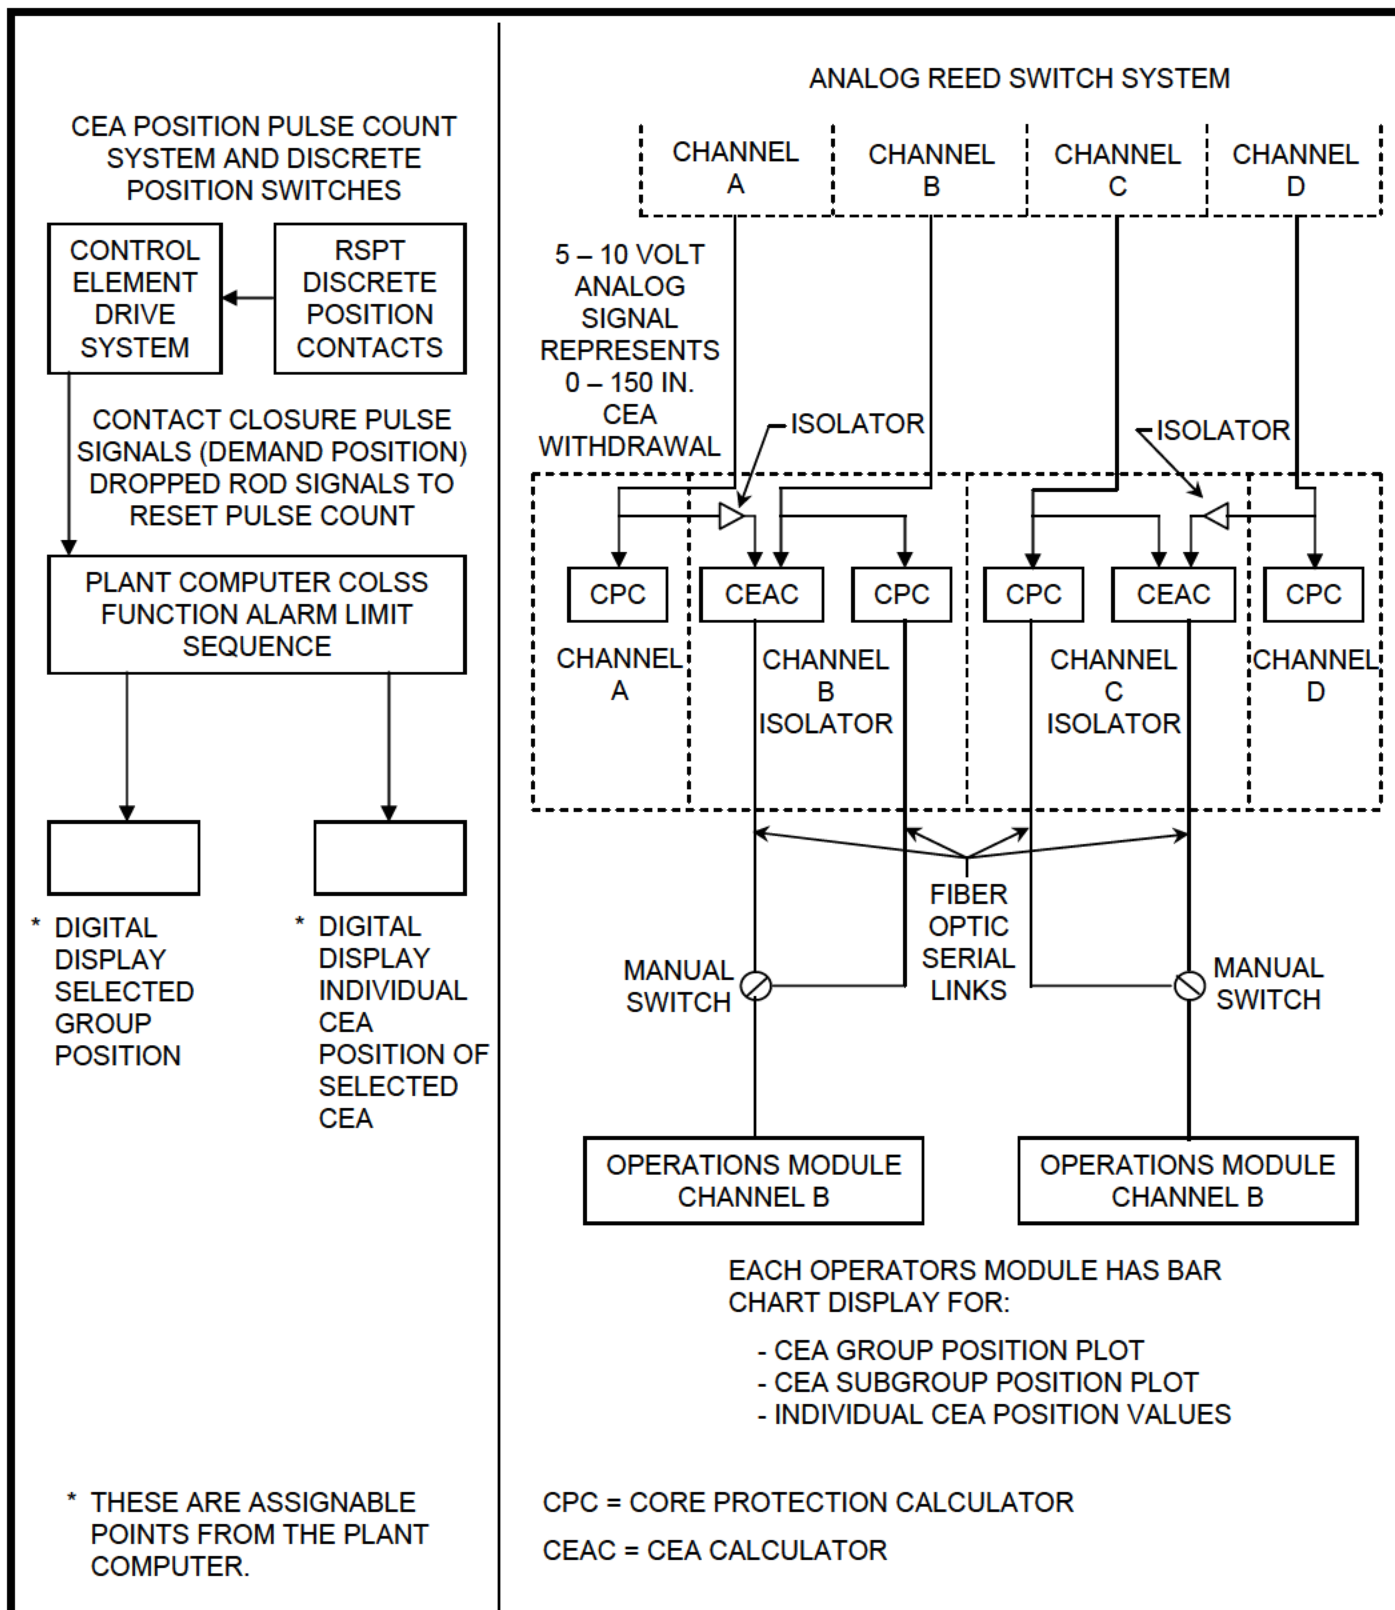 CEA POSITION PULSE COUNT
SYSTEM AND DISCRETE
POSITION SWITCHES
CONTROL
ELEMENT
DRIVE
SYSTEM
RSPT
DISCRETE
POSITION
CONTACTS
CONTACT CLOSURE PULSE
SIGNALS (DEMAND POSITION)
DROPPED ROD SIGNALS TO
RESET PULSE COUNT
PLANT COMPUTER COLSS
FUNCTION ALARM LIMIT
SEQUENCE
* DIGITAL
DISPLAY
SELECTED
GROUP
POSITION
* DIGITAL
DISPLAY
INDIVIDUAL
CEA
POSITION OF
SELECTED
CEA
* THESE ARE ASSIGNABLE
POINTS FROM THE PLANT
COMPUTER.
ANALOG REED SWITCH SYSTEM
CHANNEL
A
CHANNEL
B
CHANNEL
C
CHANNEL
D
5 – 10 VOLT
ANALOG
SIGNAL
REPRESENTS
0 – 150 IN.
CEA
WITHDRAWAL
ISOLATOR
ISOLATOR
CPC
CEAC
CPC
CPC
CEAC
CPC
CHANNEL
A
CHANNEL
B
ISOLATOR
CHANNEL
C
ISOLATOR
CHANNEL
D
FIBER
OPTIC
SERIAL
LINKS
MANUAL
SWITCH
MANUAL
SWITCH
OPERATIONS MODULE
CHANNEL B
OPERATIONS MODULE
CHANNEL B
EACH OPERATORS MODULE HAS BAR
CHART DISPLAY FOR:
- CEA GROUP POSITION PLOT
- CEA SUBGROUP POSITION PLOT
- INDIVIDUAL CEA POSITION VALUES
CPC = CORE PROTECTION CALCULATOR
CEAC = CEA CALCULATOR